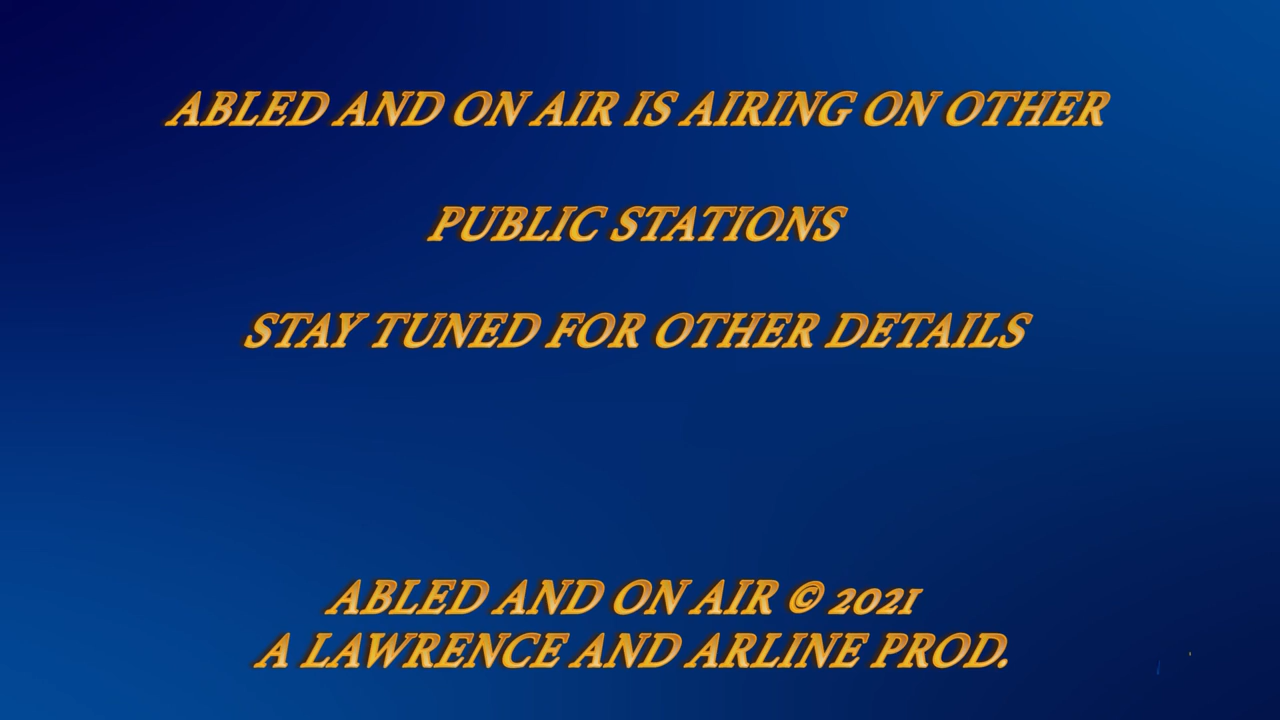 ABLED AND ON AIR IS AIRING ON OTHER
PUBLIC STATIONS
STAY TUNED FOR OTHER DETAILS
ABLED AND ON AIR © 2021
A LAWRENCE AND ARLINE PROD.